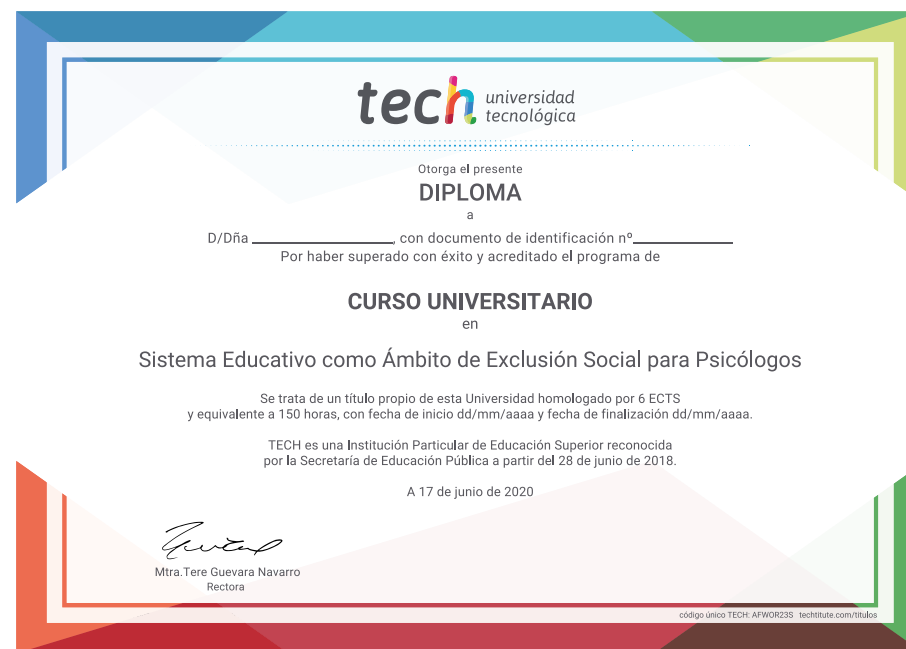 tech universidad
tecnológica
Otorga el presente
DIPLOMA
a
D/Dña ____________________, con documento de identificación nº______________
Por haber superado con éxito y acreditado el programa de
CURSO UNIVERSITARIO
en
Sistema Educativo como Ámbito de Exclusión Social para Psicólogos
Se trata de un título propio de esta Universidad homologado por 6 ECTS
y equivalente a 150 horas, con fecha de inicio dd/mm/aaaa y fecha de finalización dd/mm/aaaa.
TECH es una Institución Particular de Educación Superior reconocida
por la Secretaría de Educación Pública a partir del 28 de junio de 2018.
A 17 de junio de 2020
Mtra.Tere Guevara Navarro
Rectora
código único TECH: AFWOR23S techtitute.com/titulos